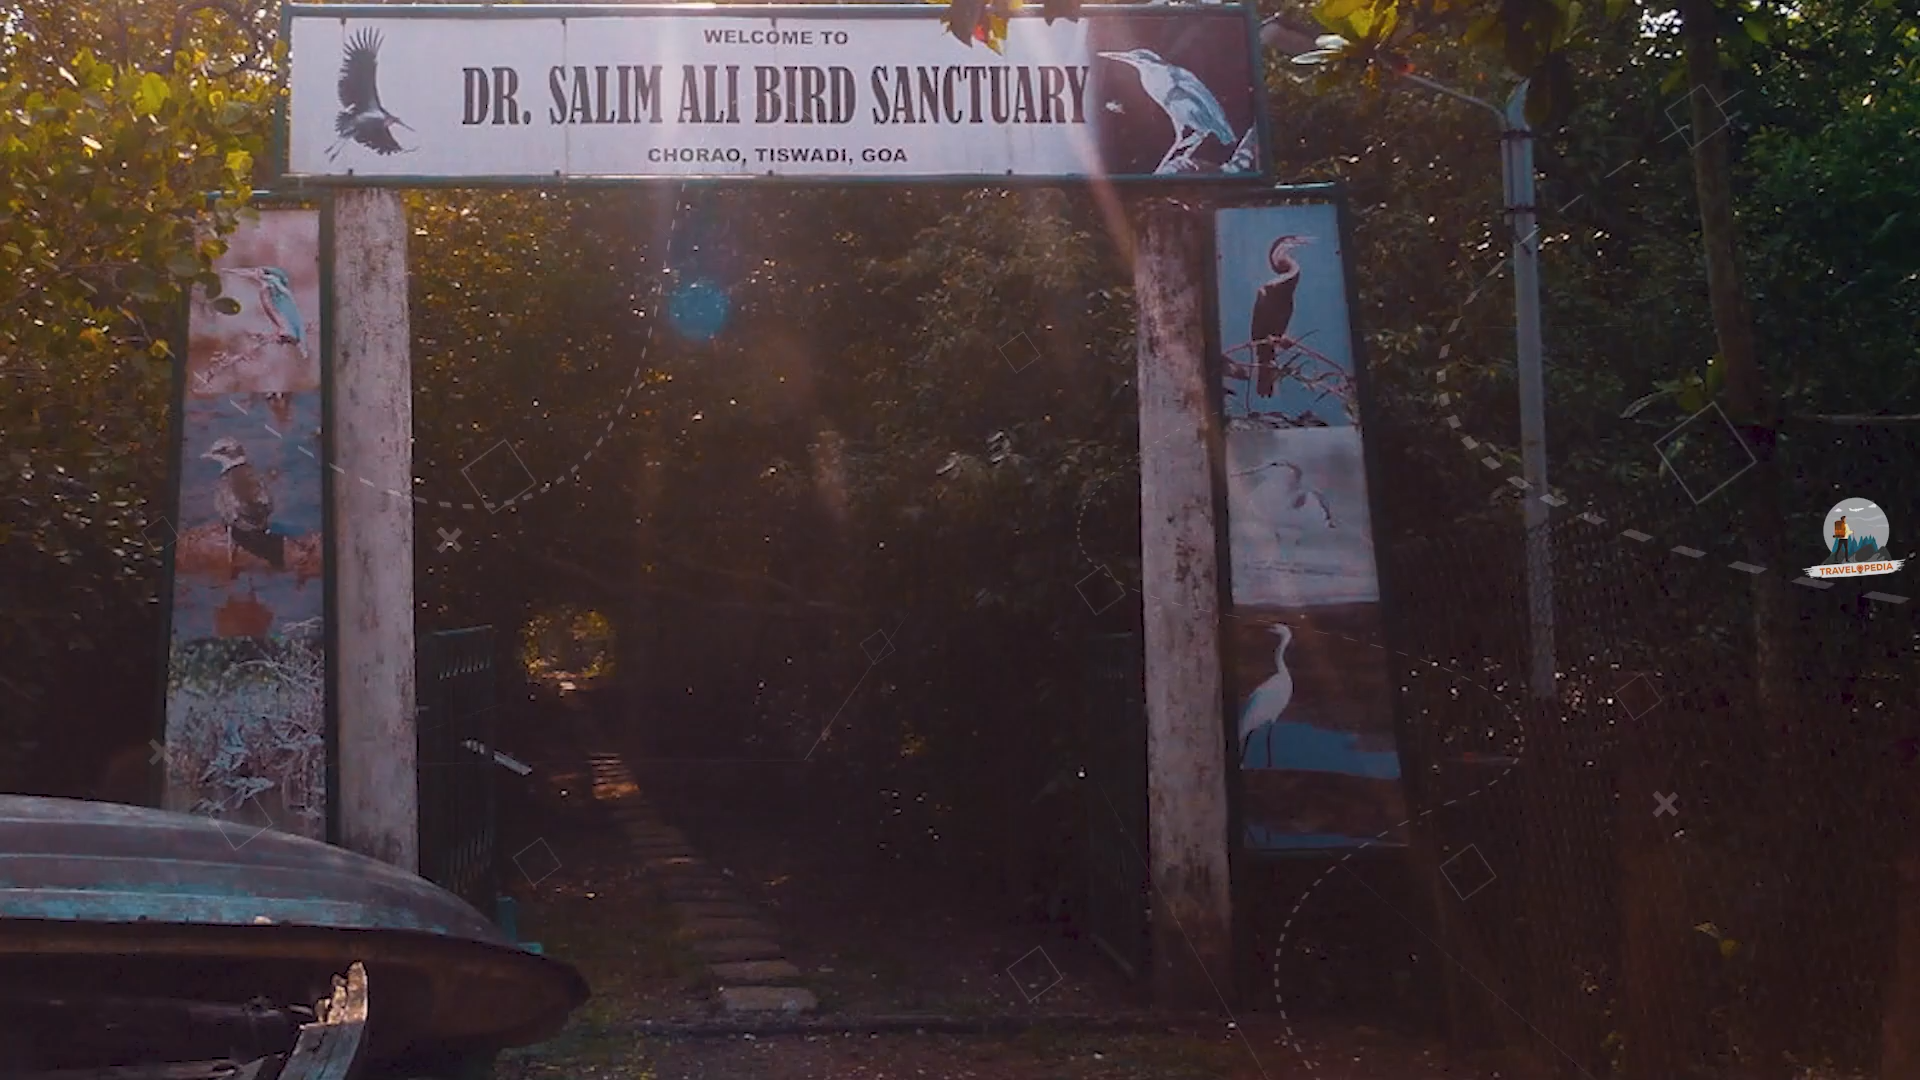 WELCOME TO
DR. SALIM ALI BIRD SANCTUARY
CHORAO, TISWADI, GOA
TRAVELOPEDIA